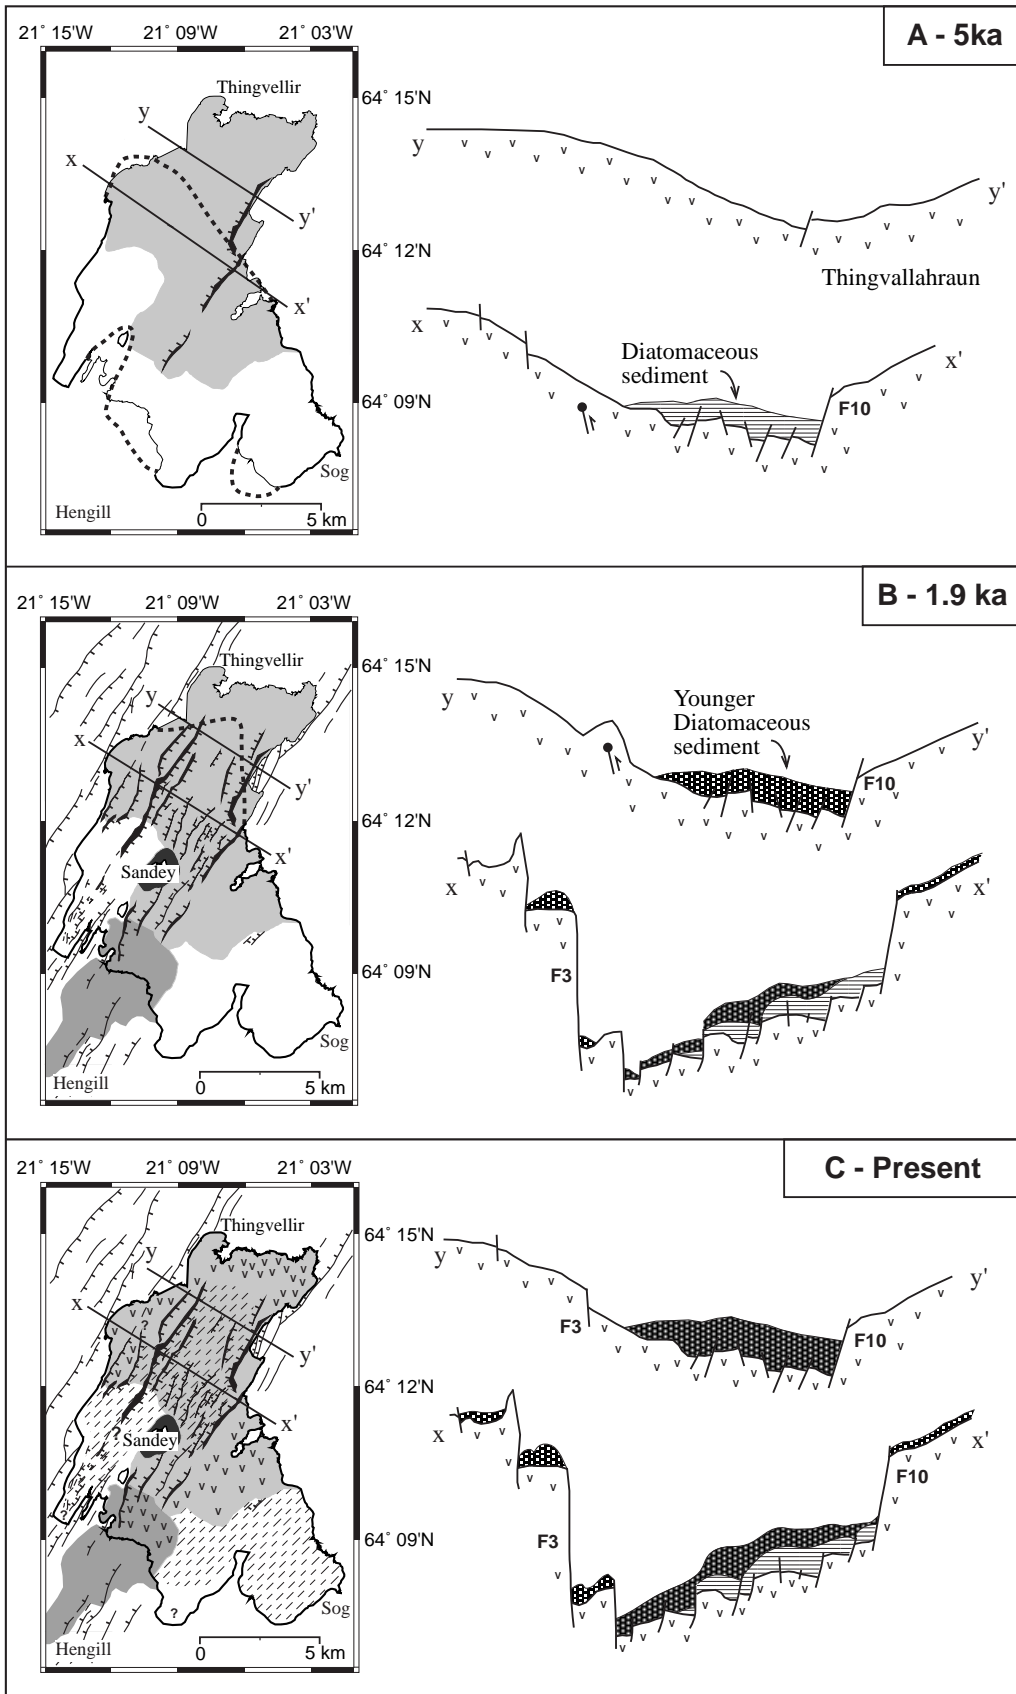 A - 5ka
21° 15'W 21° 09'W 21° 03'W
Thingvellir
64° 15'N
y
y
y'
x
y'
64° 12'N
Thingvallahraun
x'
x
x'
Diatomaceous
sediment
64° 09'N
F10
Sog
Hengill
0 5 km
B - 1.9 ka
21° 15'W 21° 09'W 21° 03'W
Thingvellir
64° 15'N
y
y
Younger
Diatomaceous
sediment
y'
x
y'
F10
64° 12'N
x'
Sandey
x
x'
64° 09'N
F3
Sog
Hengill
0 5 km
C - Present
21° 15'W 21° 09'W 21° 03'W
Thingvellir
64° 15'N
y
y
y'
x
?
F3
F10
y'
64° 12'N
x'
?
Sandey
x
x'
F10
?
64° 09'N
F3
Sog
?
Hengill
0 5 km